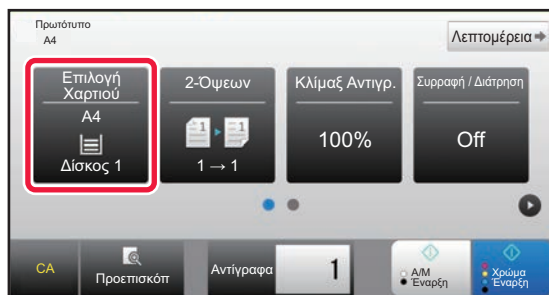 Πρωτότυπο
A4
Λεπτομέρεια
Επιλογή
Χαρτιού
A4
Δίσκος 1
2-Όψεων
1 → 1
Κλίμαξ Αντιγρ.
100%
Συρραφή / Διάτρηση
Off
CA
Προεπισκόπ
Αντίγραφα
1
Α/Μ
Έναρξη
Χρώμα
Έναρξη